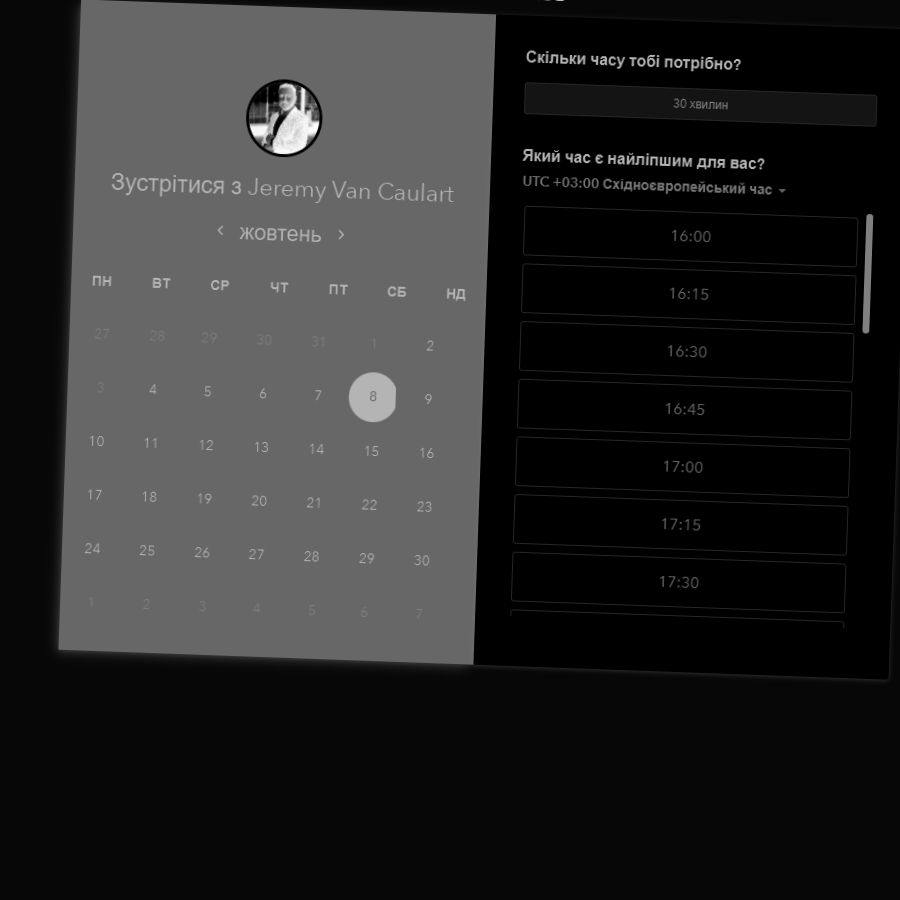 Зустрітися з Jeremy Van Caulart
жовтень
ПН ВТ СР ЧТ ПТ СБ НД
27 28 29 30 31 1 2
3 4 5 6 7 8 9
10 11 12 13 14 15 16
17 18 19 20 21 22 23
24 25 26 27 28 29 30
1 2 3 4 5 6 7
Скільки часу тобі потрібно?
30 хвилин
Який час є найліпшим для вас?
UTC +03:00 Східноєвропейський час
16:00
16:15
16:30
16:45
17:00
17:15
17:30